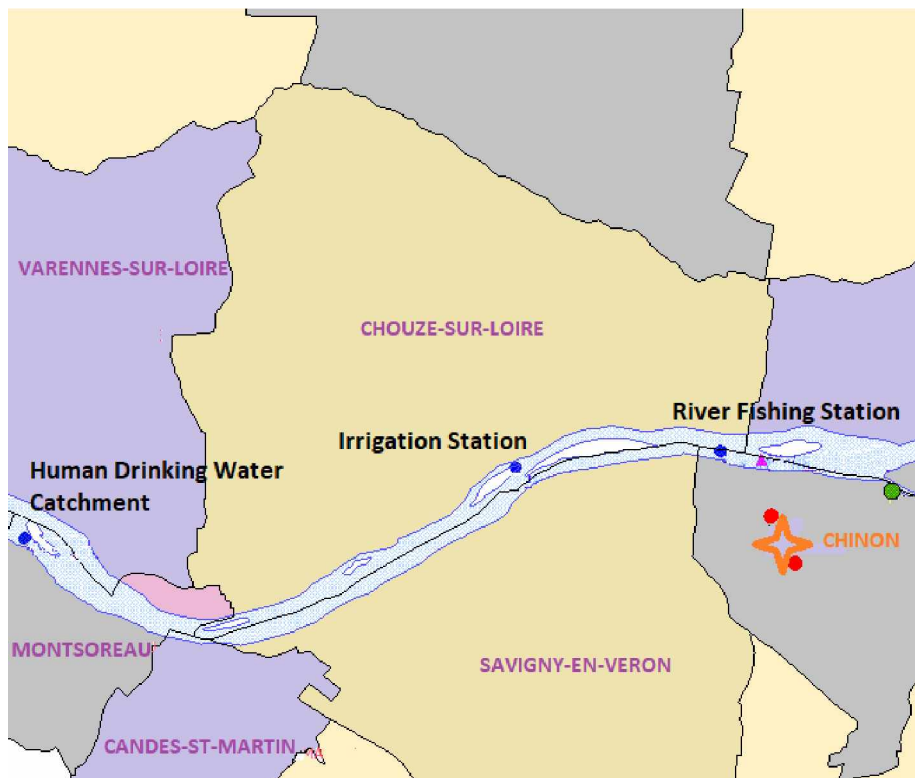 VARENNES-SUR-LOIRE
CHOUZE-SUR-LOIRE
River Fishing Station
Irrigation Station
Human Drinking Water
Catchment
CHINON
MONTSOREAU
SAVIGNY-EN-VERON
CANDES-ST-MARTIN